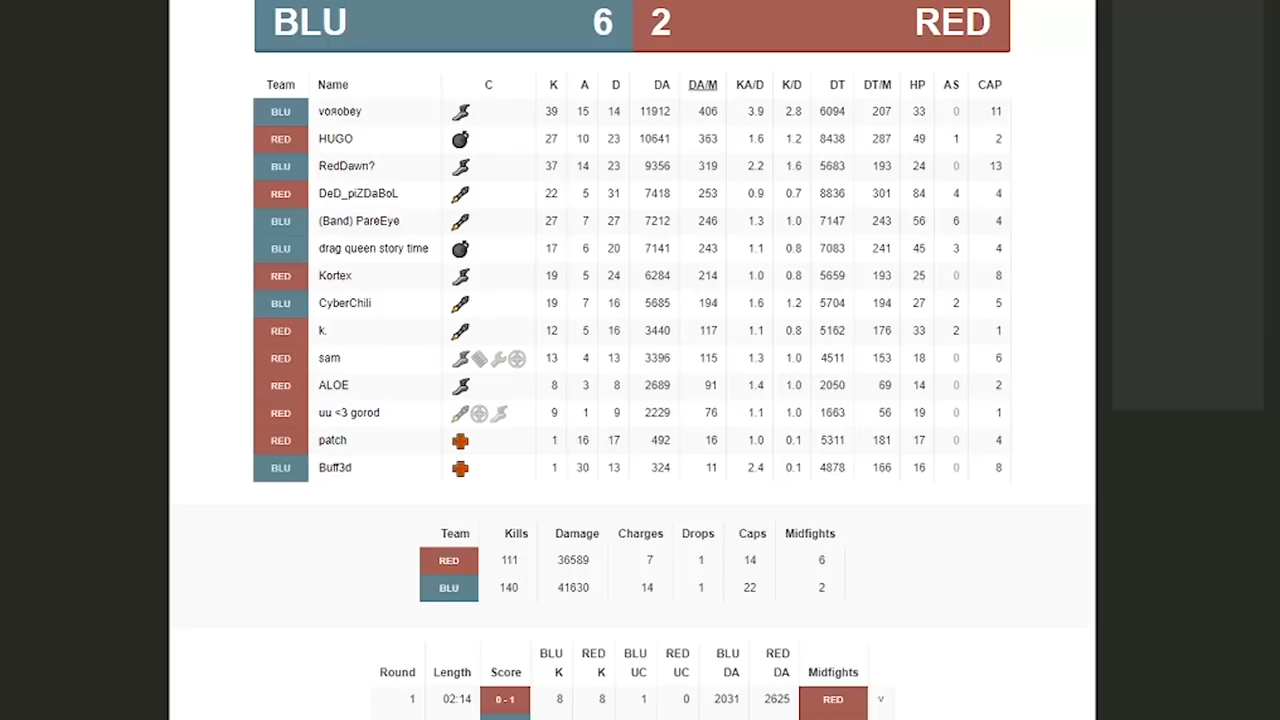 BLU 6 2 RED
Team Name C K A D DA DA/M KA/D K/D DT DT/M HP AS CAP
BLU voяobey 39 15 14 11912 406 3.9 2.8 6094 207 33 0 11
RED HUGO 27 10 23 10641 363 1.6 1.2 8438 287 49 1 2
BLU RedDawn? 37 14 23 9356 319 2.2 1.6 5683 193 24 0 13
RED DeD_piZDaBoL 22 5 31 7418 253 0.9 0.7 8836 301 84 4 4
BLU (Band) PareEye 27 7 27 7212 246 1.3 1.0 7147 243 56 6 4
BLU drag queen story time 17 6 20 7141 243 1.1 0.8 7083 241 45 3 4
RED Kortex 19 5 24 6284 214 1.0 0.8 5659 193 25 0 8
BLU CyberChili 19 7 16 5685 194 1.6 1.2 5704 194 27 2 5
RED k. 12 5 16 3440 117 1.1 0.8 5162 176 33 2 1
RED sam 13 4 13 3396 115 1.3 1.0 4511 153 18 0 6
RED ALOE 8 3 8 2689 91 1.4 1.0 2050 69 14 0 2
RED uu <3 gorod 9 1 9 2229 76 1.1 1.0 1663 56 19 0 1
RED patch 1 16 17 492 16 1.0 0.1 5311 181 17 0 4
BLU Buff3d 1 30 13 324 11 2.4 0.1 4878 166 16 0 8
Team Kills Damage Charges Drops Caps Midfights
RED 111 36589 7 1 14 6
BLU 140 41630 14 1 22 2
Round Length Score BLU K RED K BLU UC RED UC BLU DA RED DA Midfights
1 02:14 0 - 1 8 8 1 0 2031 2625 RED v